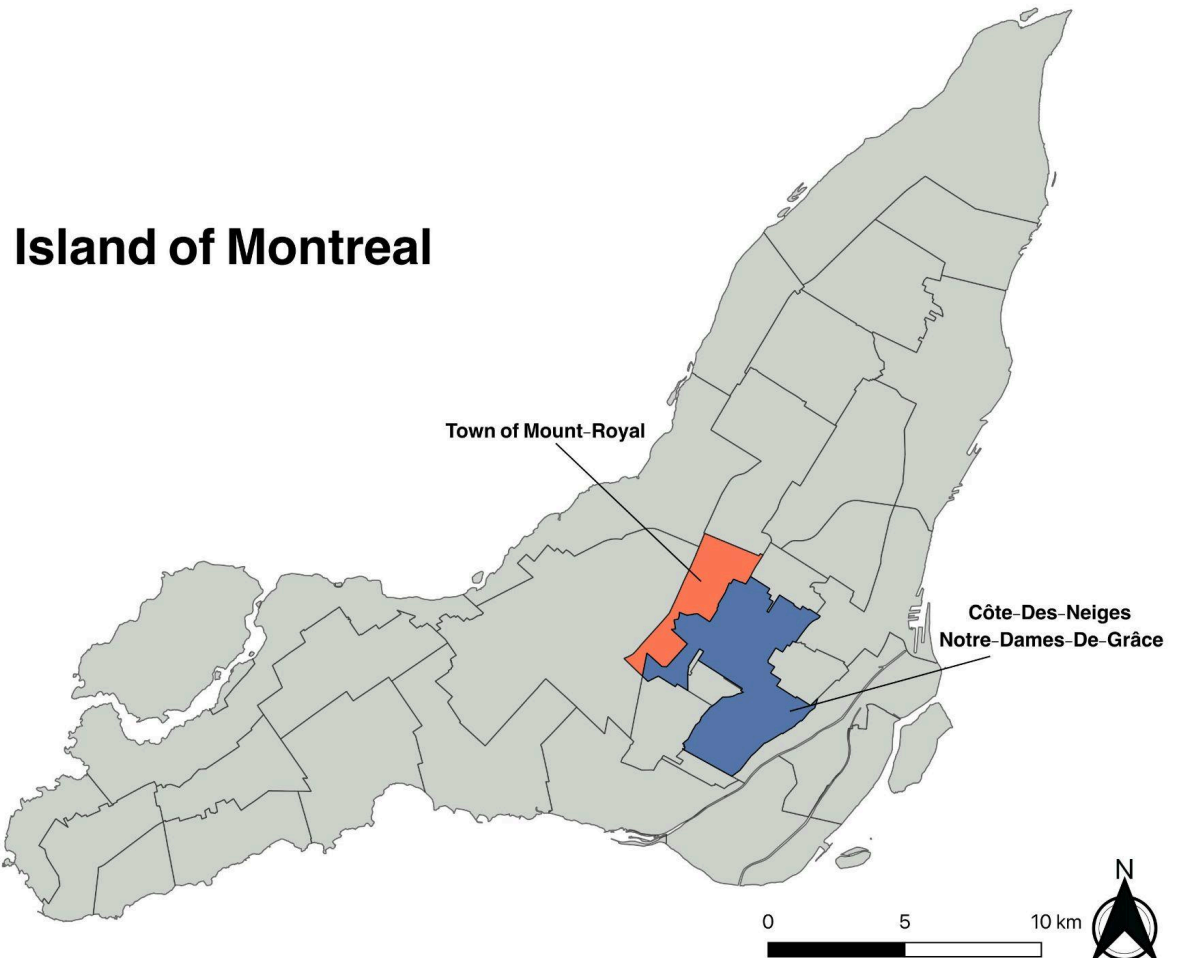 Island of Montreal
Town of Mount-Royal
Côte-Des-Neiges
Notre-Dames-De-Grâce
N
0 5 10 km